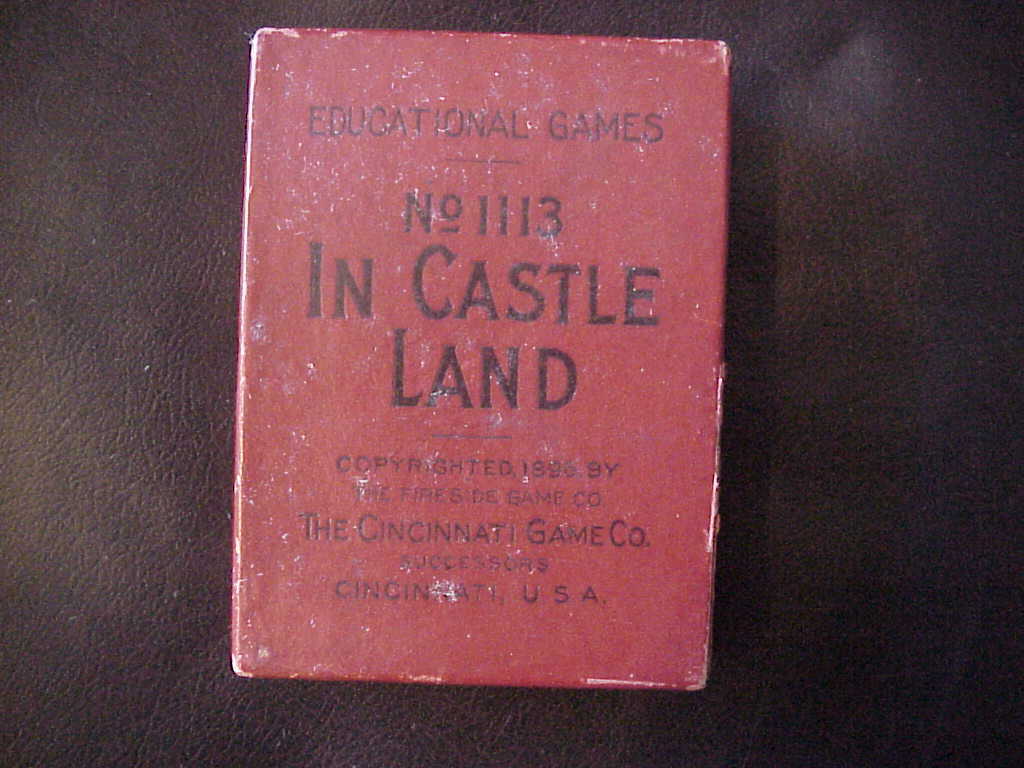 EDUCATIONAL GAMES
No 1113
IN CASTLE
LAND
COPYRIGHTED, 1896, BY
THE FIRESIDE GAME CO.
THE CINCINNATI GAME CO.
SUCCESSORS
CINCINNATI, U S A.